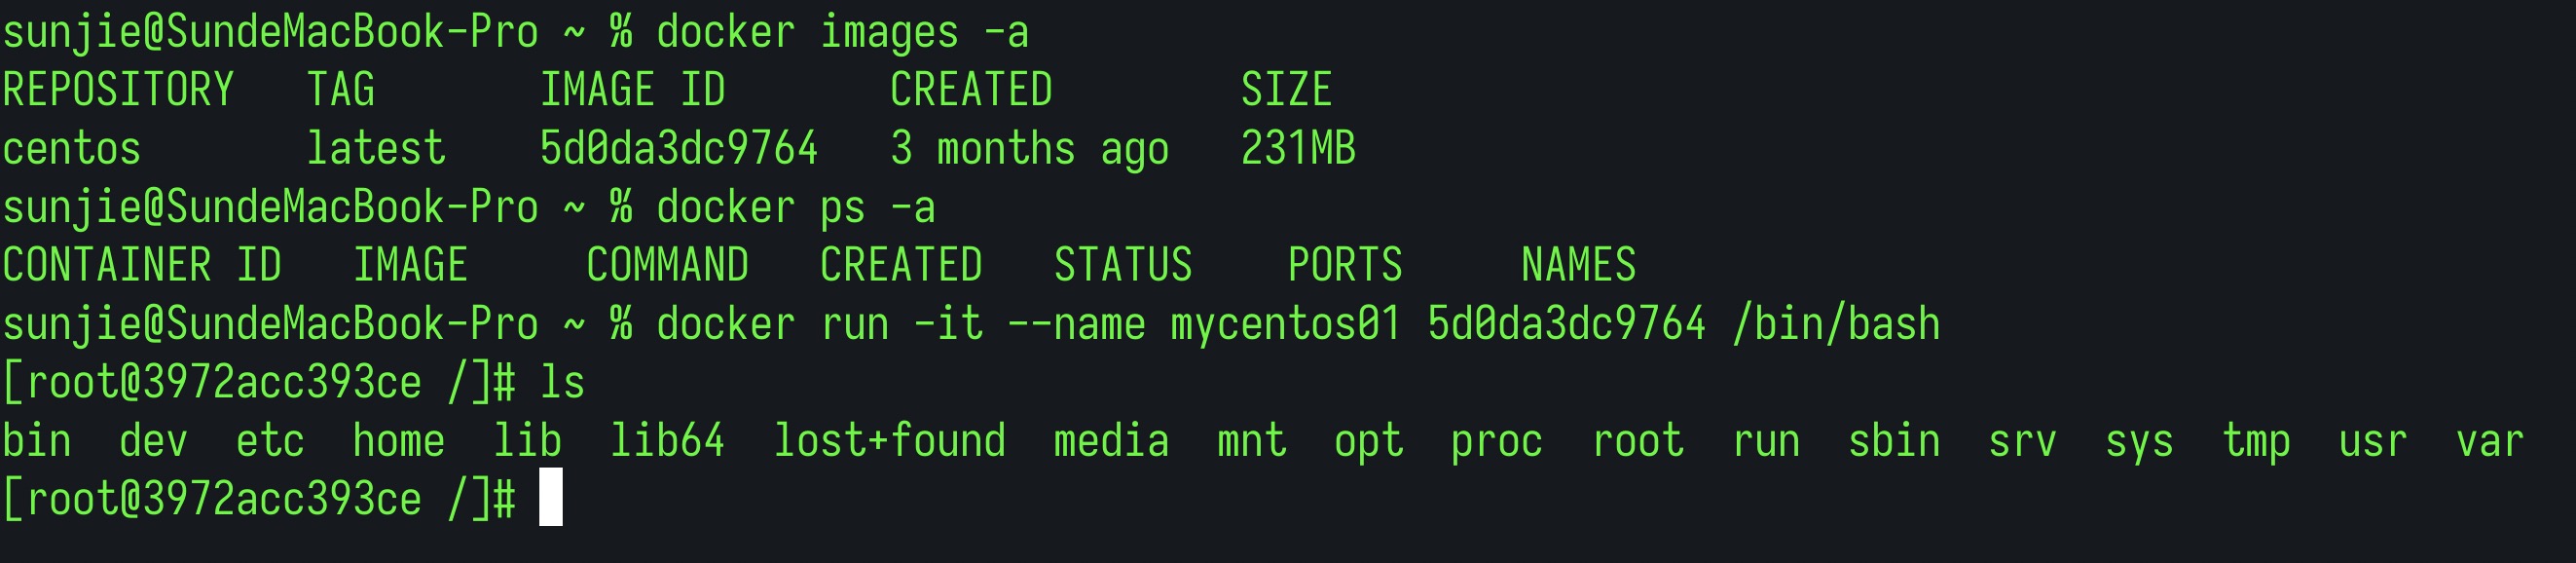 sunjie@SundeMacBook-Pro ~ % docker images -a
REPOSITORY   TAG       IMAGE ID       CREATED        SIZE
centos       latest    5d0da3dc9764   3 months ago   231MB
sunjie@SundeMacBook-Pro ~ % docker ps -a
CONTAINER ID   IMAGE     COMMAND   CREATED   STATUS    PORTS     NAMES
sunjie@SundeMacBook-Pro ~ % docker run -it --name mycentos01 5d0da3dc9764 /bin/bash
[root@3972acc393ce /]# ls
bin  dev  etc  home  lib  lib64  lost+found  media  mnt  opt  proc  root  run  sbin  srv  sys  tmp  usr  var
[root@3972acc393ce /]#